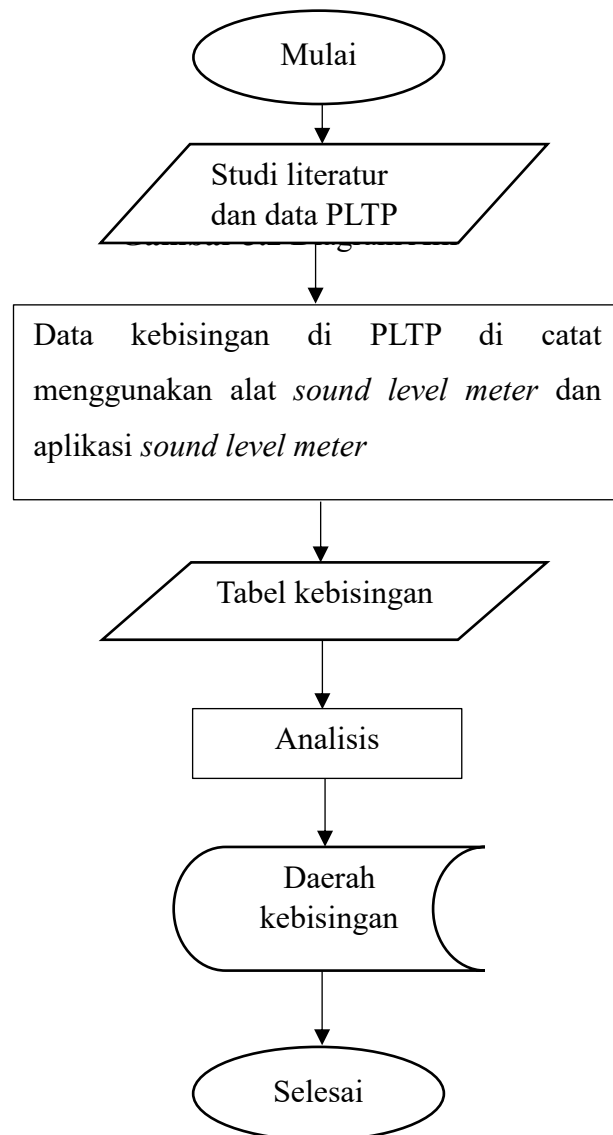 Mulai
Studi literatur
dan data PLTP
Data kebisingan di PLTP di catat
menggunakan alat sound level meter dan
aplikasi sound level meter
Tabel kebisingan
Analisis
Daerah
kebisingan
Selesai